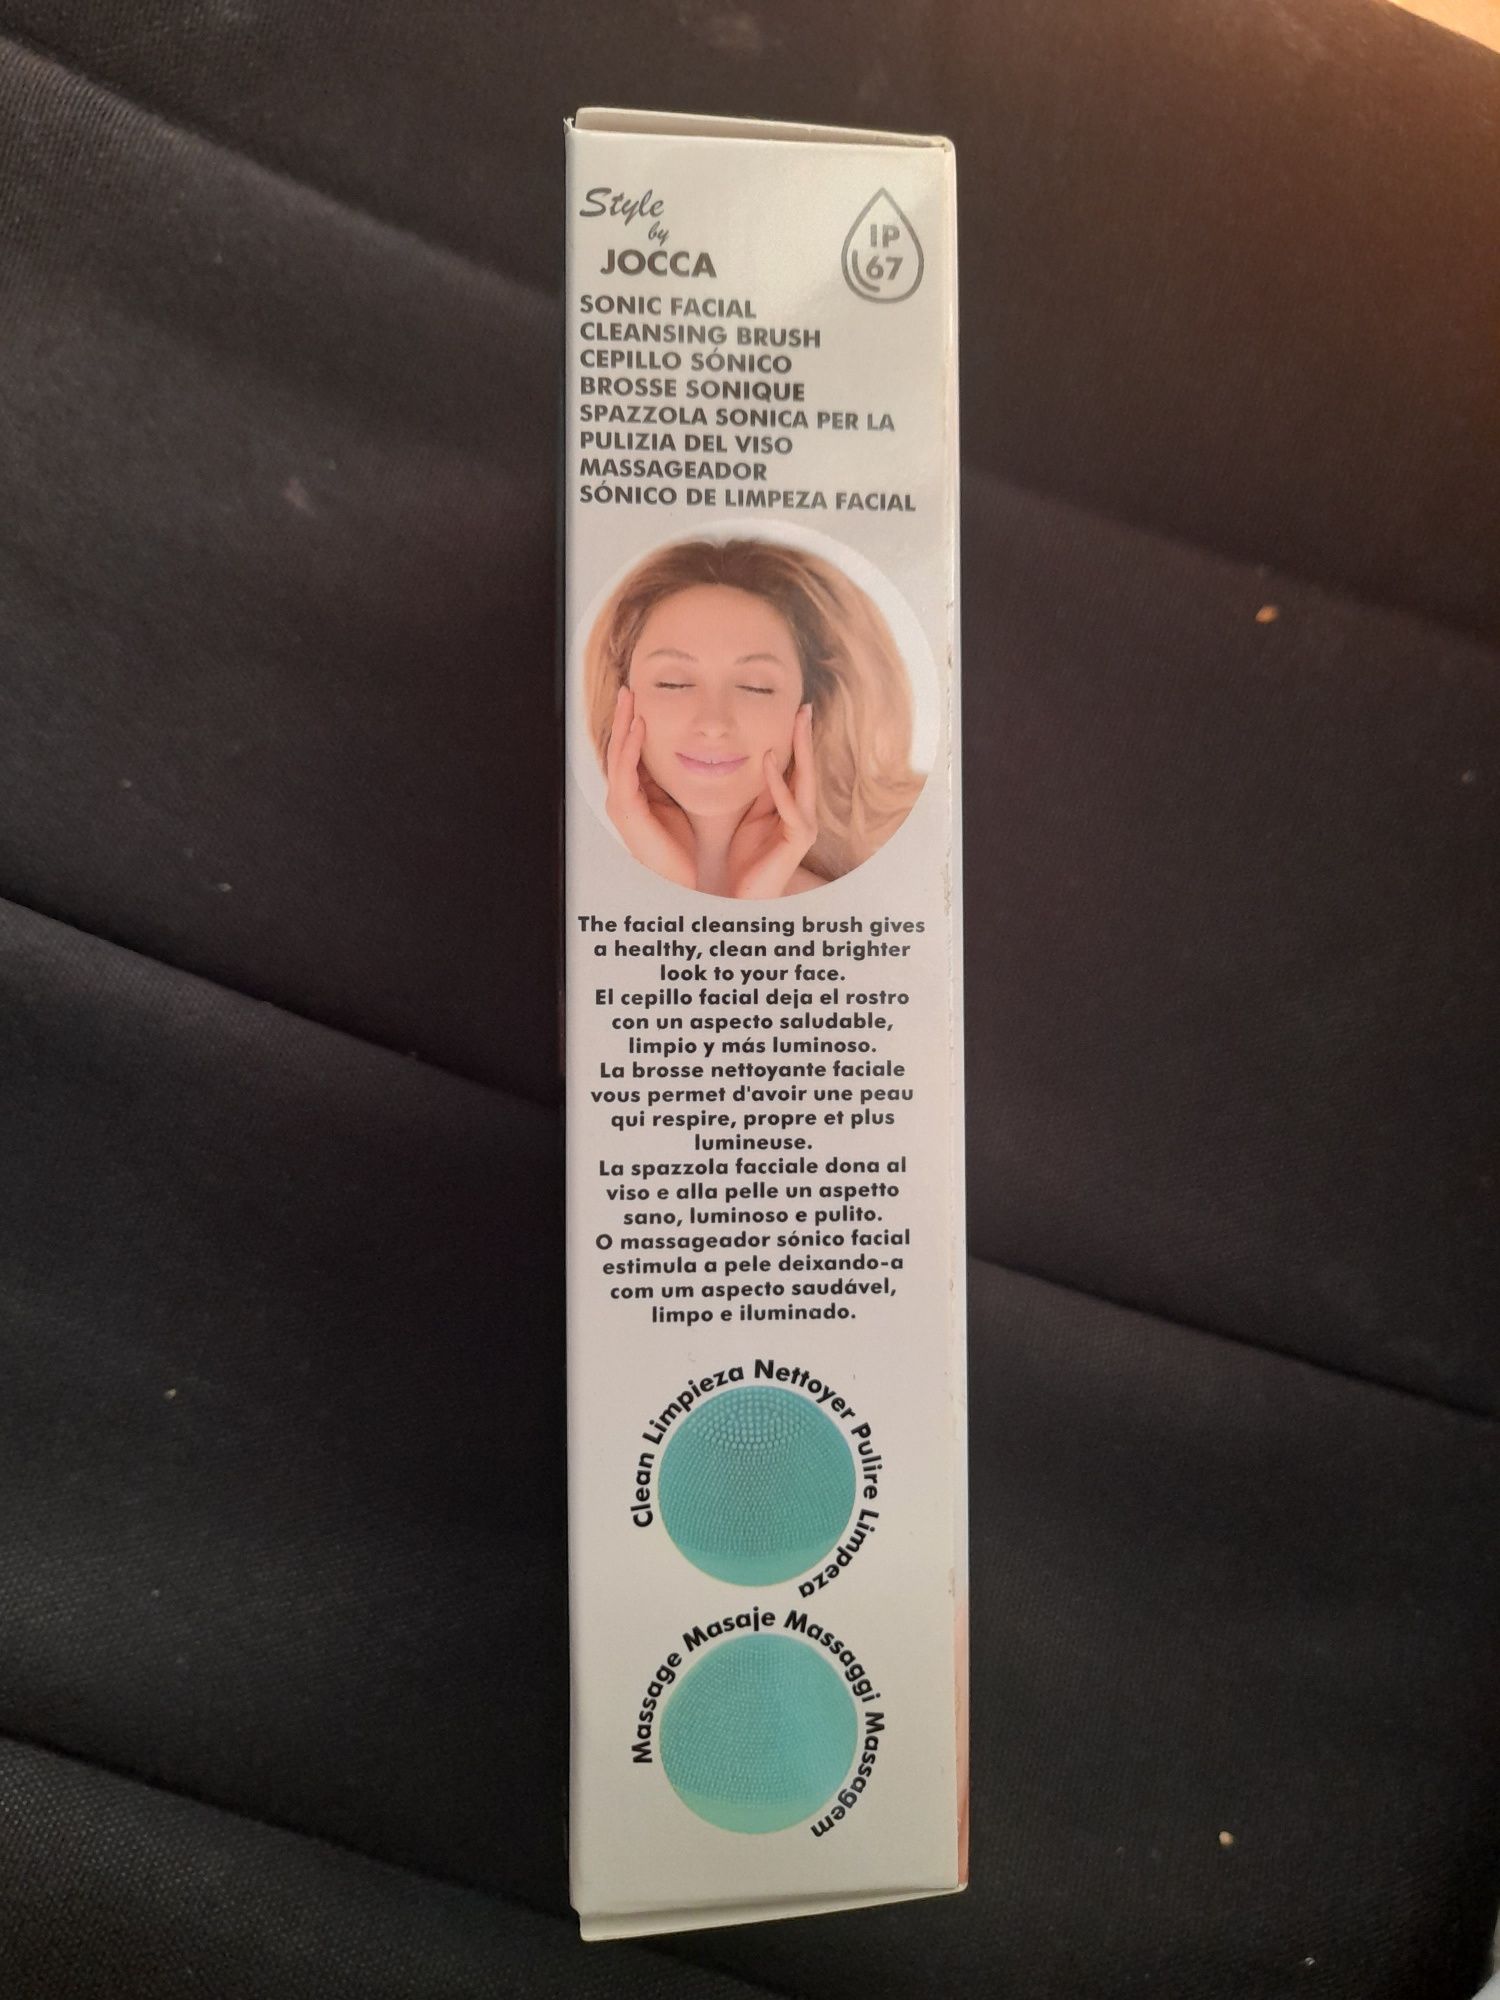 Style
by
JOCCA
IP
67
SONIC FACIAL
CLEANSING BRUSH
CEPILLO SÓNICO
BROSSE SONIQUE
SPAZZOLA SONICA PER LA
PULIZIA DEL VISO
MASSAGEADOR
SÓNICO DE LIMPEZA FACIAL
The facial cleansing brush gives
a healthy, clean and brighter
look to your face.
El cepillo facial deja el rostro
con un aspecto saludable,
limpio y más luminoso.
La brosse nettoyante faciale
vous permet d'avoir une peau
qui respire, propre et plus
lumineuse.
La spazzola facciale dona al
viso e alla pelle un aspetto
sano, luminoso e pulito.
O massageador sónico facial
estimula a pele deixando-a
com um aspecto saudável,
limpo e iluminado.
Clean Limpieza Nettoyer Pulire Limpeza
Massage Masaje Massaggi Massagem